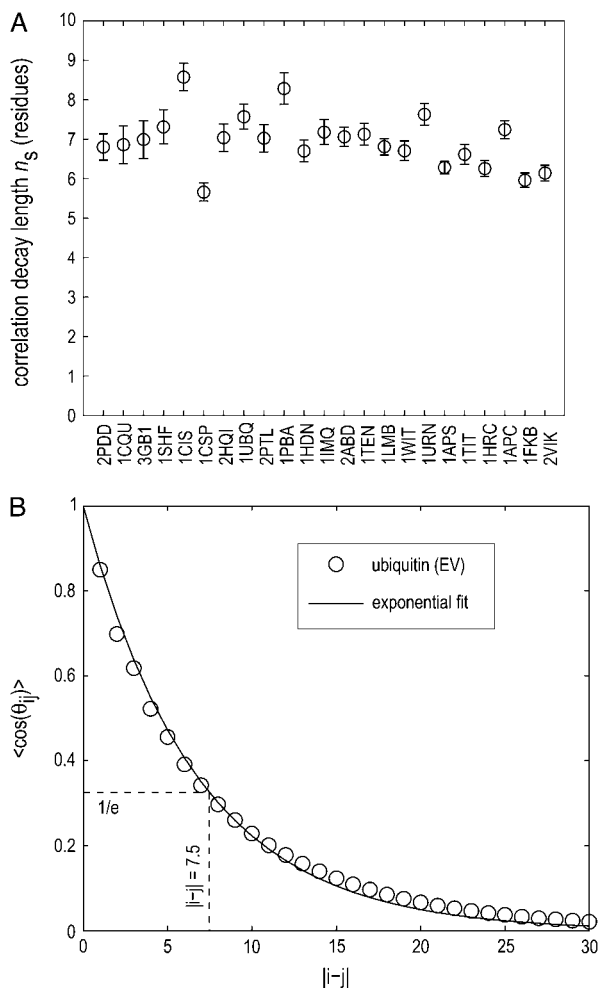 A
correlation decay length nₛ (residues)
10
9
8
7
6
5
4
3
2
1
0
2PDD
1CQU
3GB1
1SHF
1CIS
1CSP
2HQI
1UBQ
2PTL
1PBA
1HDN
1IMQ
2ABD
1TEN
1LMB
1WIT
1URN
1APS
1TIT
1HRC
1APC
1FKB
2VIK
B
<cos(θij)>
1
0.8
0.6
0.4
0.2
0
ubiquitin (EV)
exponential fit
1/e
|i−j| = 7.5
0 5 10 15 20 25 30
|i−j|